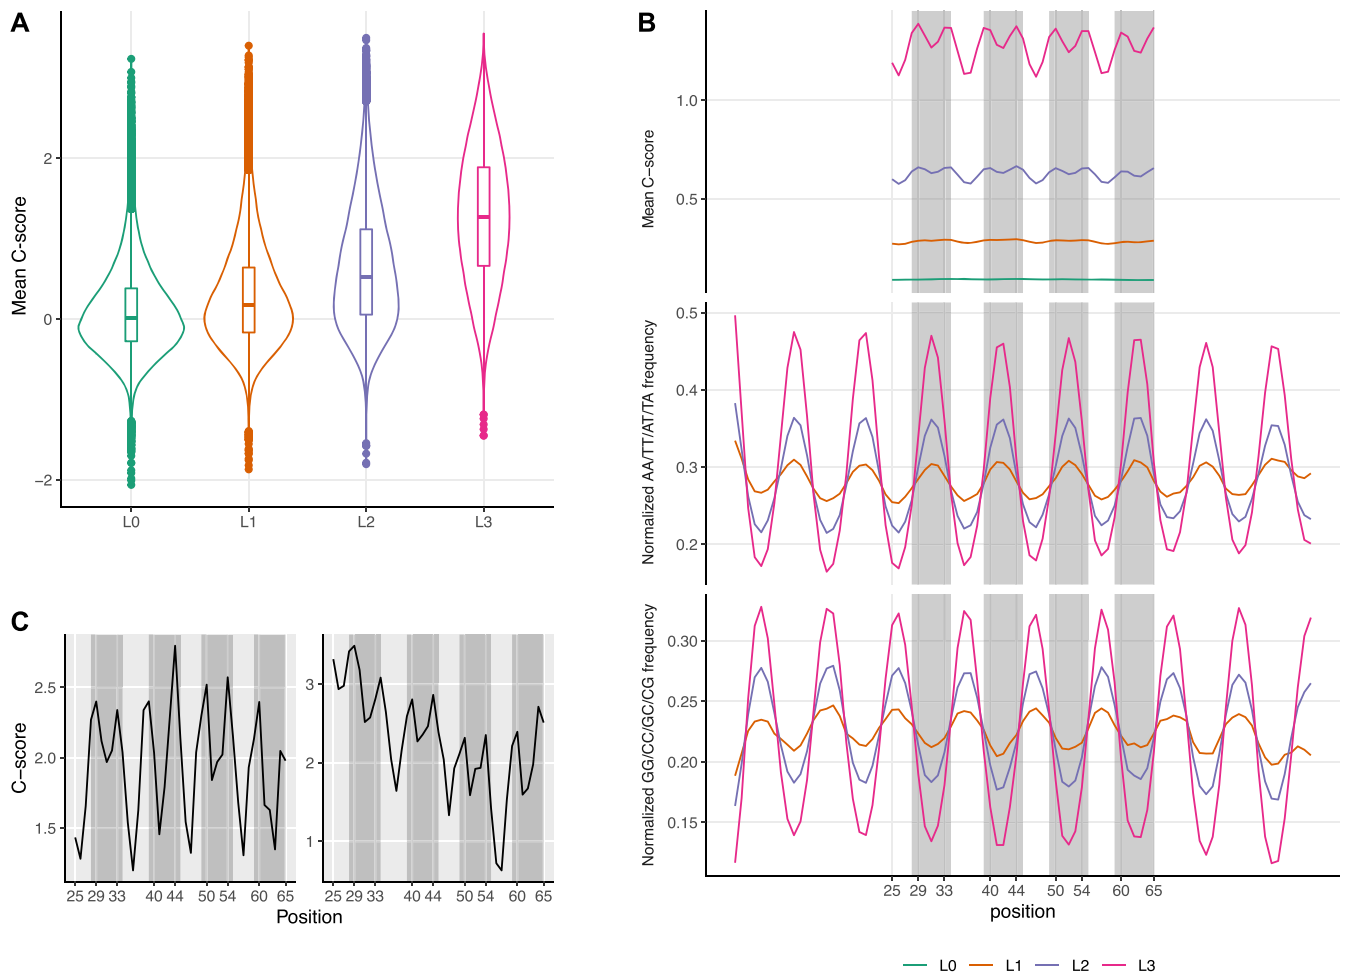 A
Mean C-score
2
0
−2
L0 L1 L2 L3
B
Mean C−score
1.0
0.5
Normalized AA/TT/AT/TA frequency
0.5
0.4
0.3
0.2
Normalized GG/CC/GC/CG frequency
0.30
0.25
0.20
0.15
25 29 33 40 44 50 54 60 65
position
L0 L1 L2 L3
C
C−score
2.5
2.0
1.5
25 29 33 40 44 50 54 60 65
3
2
1
25 29 33 40 44 50 54 60 65
Position